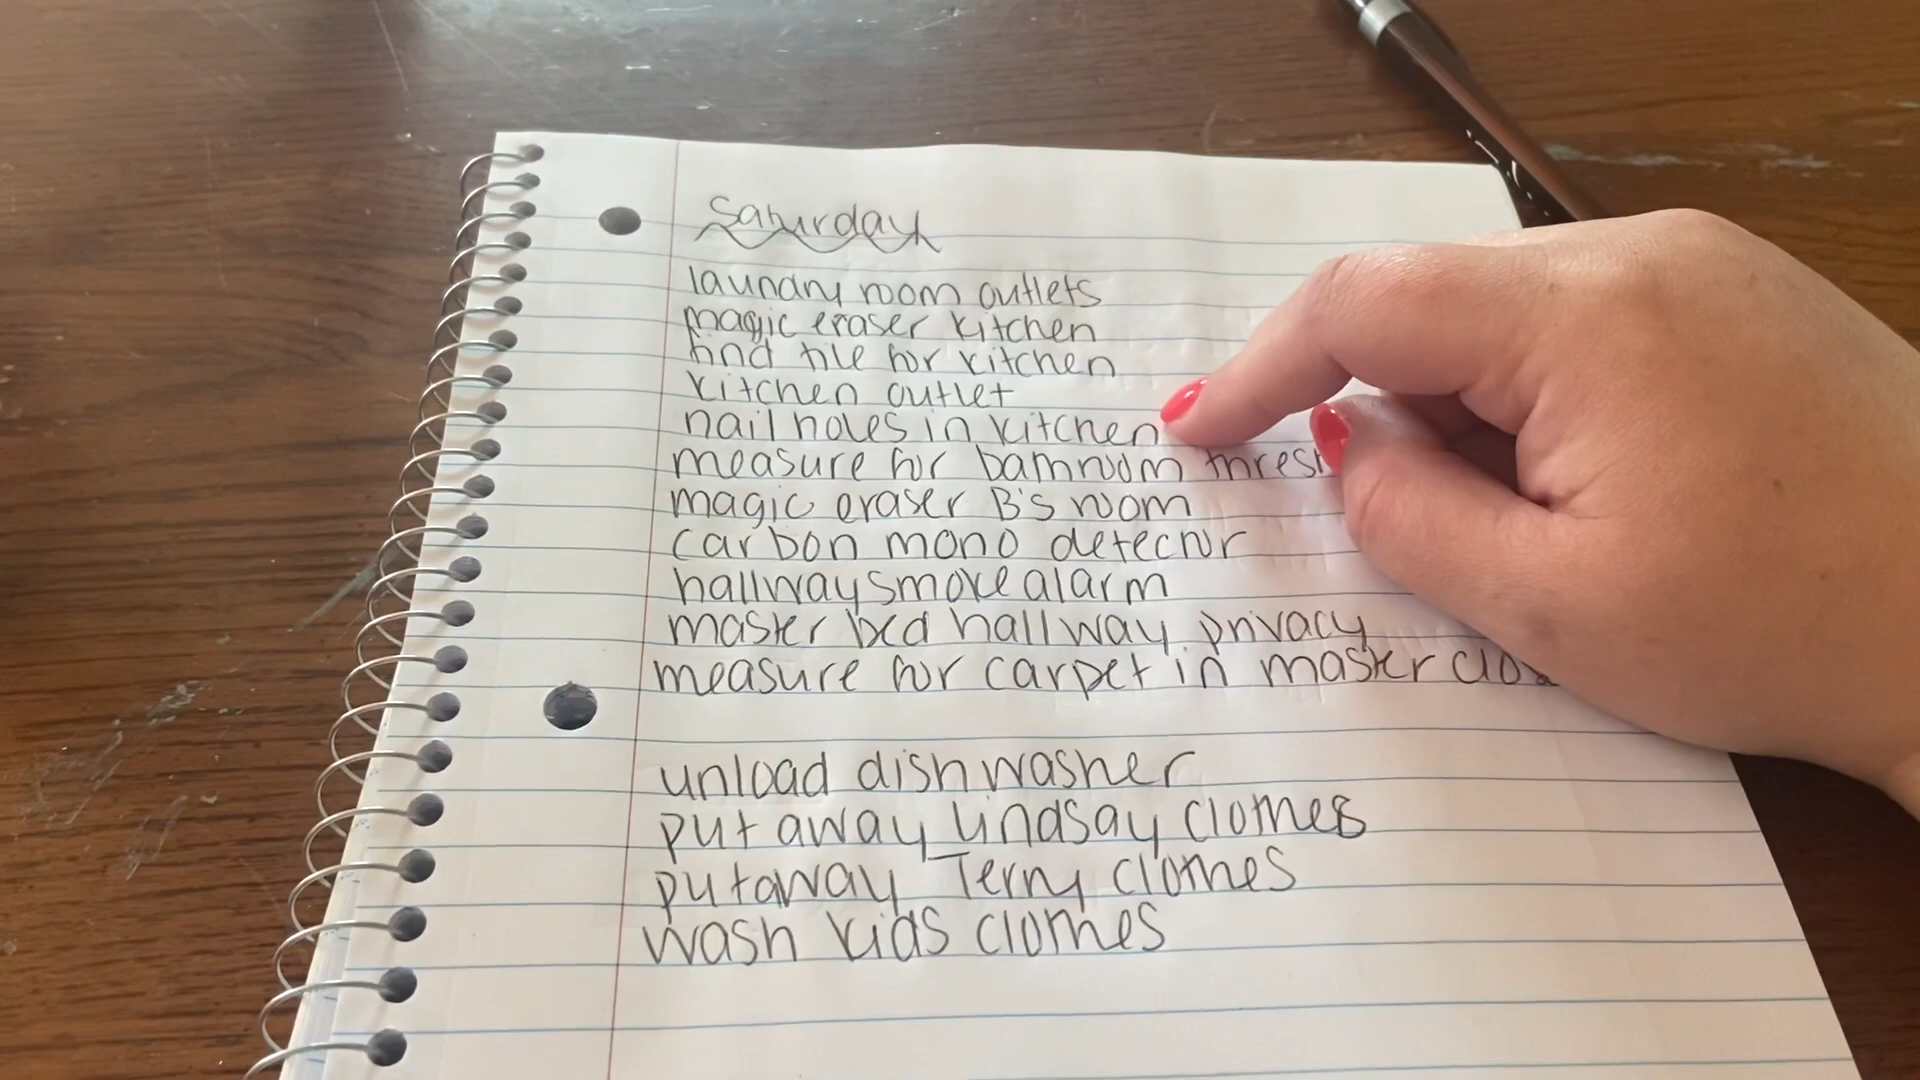 Saturday
laundry room outlets
magic eraser kitchen
find tile for kitchen
kitchen outlet
nail holes in kitchen
measure for bathroom thresh
magic eraser B's room
carbon mono detector
hallway smoke alarm
master bed hallway privacy
measure for carpet in master clo
unload dishwasher
put away Lindsay clothes
put away Terry clothes
wash kids clothes